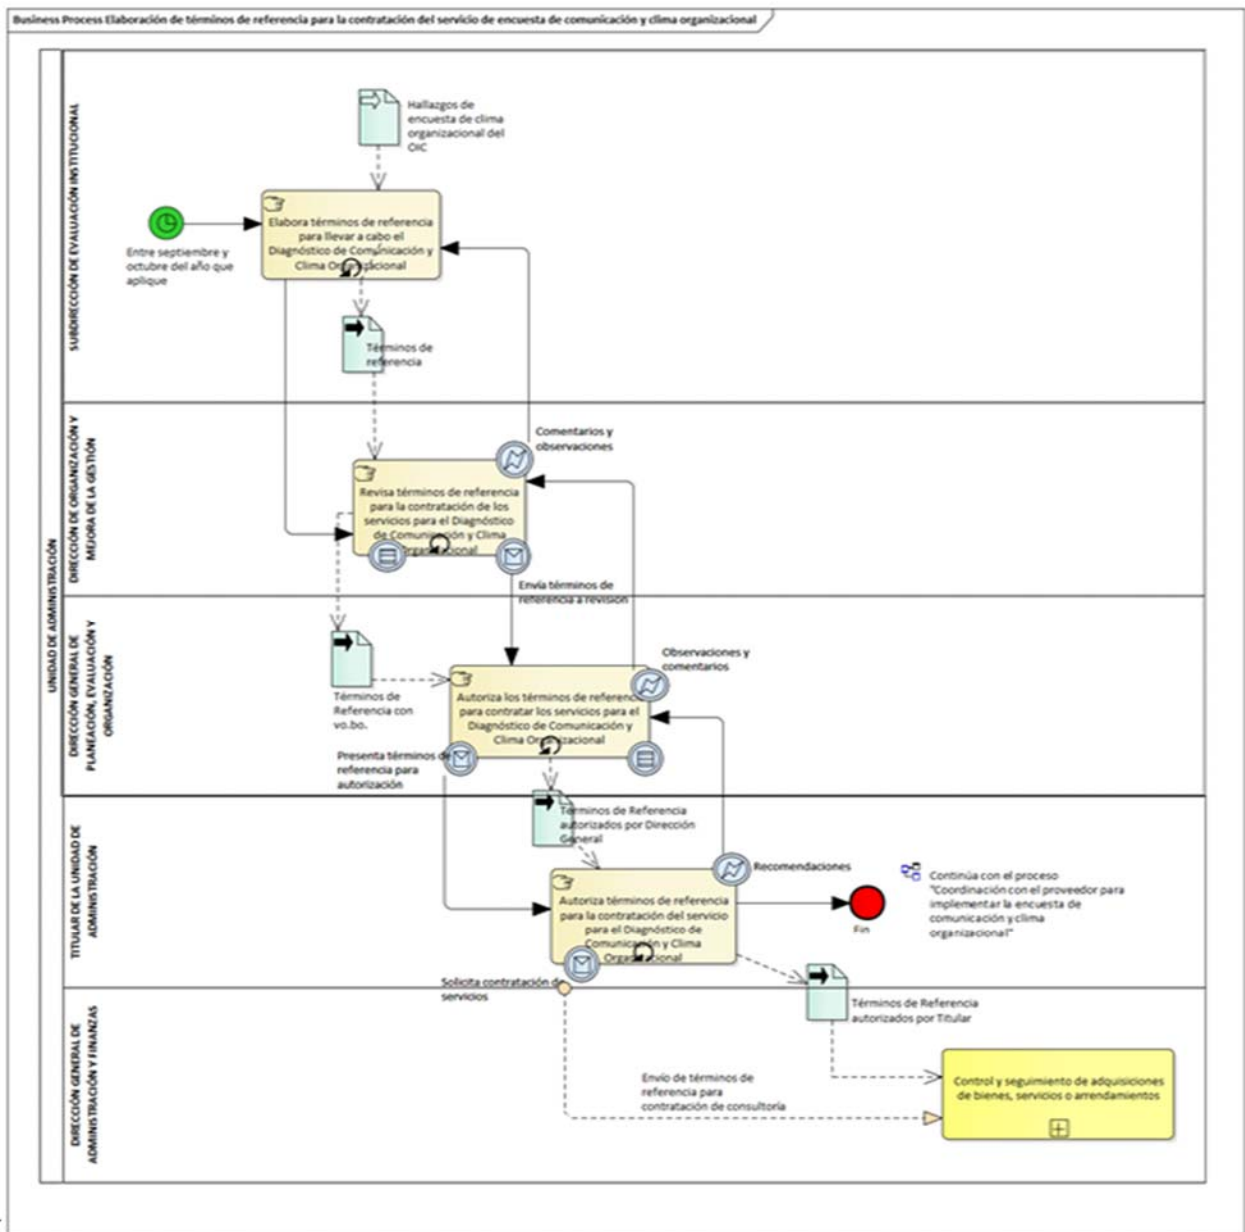 Business Process Elaboración de términos de referencia para la contratación del servicio de encuesta de comunicación y clima organizacional
UNIDAD DE ADMINISTRACIÓN
SUBDIRECCIÓN DE EVALUACIÓN INSTITUCIONAL
Hallazgos de
encuesta de clima
organizacional del
OIC
Entre septiembre y
octubre del año que
aplique
Elabora términos de referencia
para llevar a cabo el
Diagnóstico de Comunicación y
Clima Organizacional
Términos de
referencia
DIRECCIÓN DE ORGANIZACIÓN Y
MEJORA DE LA GESTIÓN
Comentarios y
observaciones
Revisa términos de referencia
para la contratación de los
servicios para el Diagnóstico
de Comunicación y Clima
Organizacional
Envía términos de
referencia a revisión
DIRECCIÓN GENERAL DE
PLANEACIÓN, EVALUACIÓN Y
ORGANIZACIÓN
Términos de
Referencia con
vo.bo.
Observaciones y
comentarios
Autoriza los términos de referencia
para contratar los servicios para el
Diagnóstico de Comunicación y
Clima Organizacional
Presenta términos de
referencia para
autorización
TITULAR DE LA UNIDAD DE
ADMINISTRACIÓN
Términos de Referencia
autorizados por Dirección
General
Recomendaciones
Autoriza términos de referencia
para la contratación del servicio
para el Diagnóstico de
Comunicación y Clima
Organizacional
Fin
Continúa con el proceso
"Coordinación con el proveedor para
implementar la encuesta de
comunicación y clima
organizacional"
Solicita contratación de
servicios
DIRECCIÓN GENERAL DE
ADMINISTRACIÓN Y FINANZAS
Términos de Referencia
autorizados por Titular
Envío de términos de
referencia para
contratación de consultoría
Control y seguimiento de adquisiciones
de bienes, servicios o arrendamientos